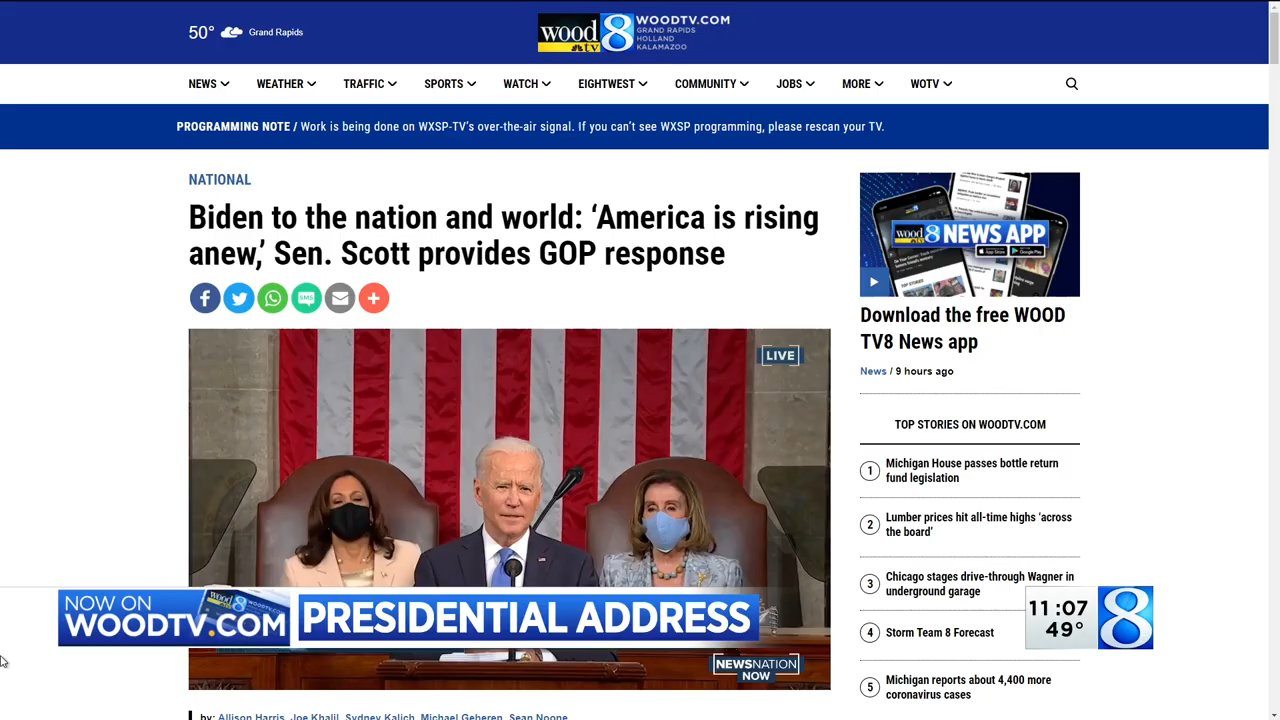 50°
Grand Rapids
wood tv
8
WOODTV.COM
GRAND RAPIDS
HOLLAND
KALAMAZOO
NEWS
WEATHER
TRAFFIC
SPORTS
WATCH
EIGHTWEST
COMMUNITY
JOBS
MORE
WOTV
PROGRAMMING NOTE / Work is being done on WXSP-TV’s over-the-air signal. If you can’t see WXSP programming, please rescan your TV.
NATIONAL
Biden to the nation and world: ‘America is rising
anew,’ Sen. Scott provides GOP response
f
SMS
LIVE
NOW ON
WOODTV.COM
PRESIDENTIAL ADDRESS
NEWSNATION
NOW
by: Allison Harris, Joe Khalil, Sydney Kalich, Michael Geheren, Sean Noone
wood 8 NEWS APP
App Store
Google Play
Download the free WOOD
TV8 News app
News / 9 hours ago
TOP STORIES ON WOODTV.COM
1 Michigan House passes bottle return
fund legislation
2 Lumber prices hit all-time highs ‘across
the board’
3 Chicago stages drive-through Wagner in
underground garage
4 Storm Team 8 Forecast
5 Michigan reports about 4,400 more
coronavirus cases
11:07
49°
8